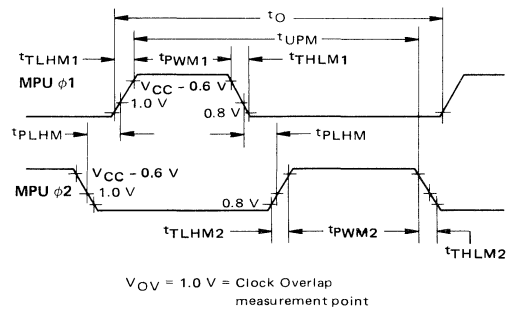 tO
tUPM
tTLHM1 tPWM1 tTHLM1
MPU ϕ1
VCC - 0.6 V
1.0 V
0.8 V
tPLHM tPLHM
VCC - 0.6 V
MPU ϕ2
1.0 V
0.8 V
tTLHM2 tPWM2
tTHLM2
VOV = 1.0 V = Clock Overlap
measurement point